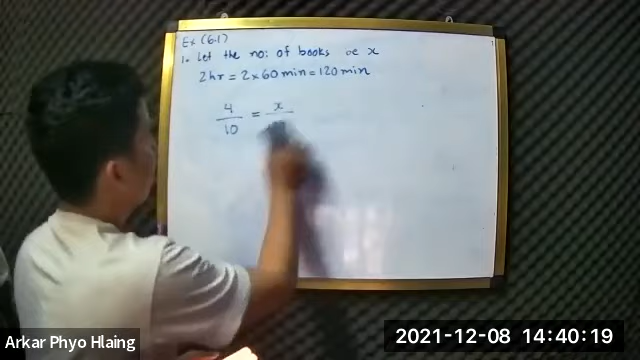 Ex (6.1)
1. Let the no: of books be x
2hr = 2 x 60 min = 120 min
4 = x
10
Arkar Phyo Hlaing
2021-12-08 14:40:19